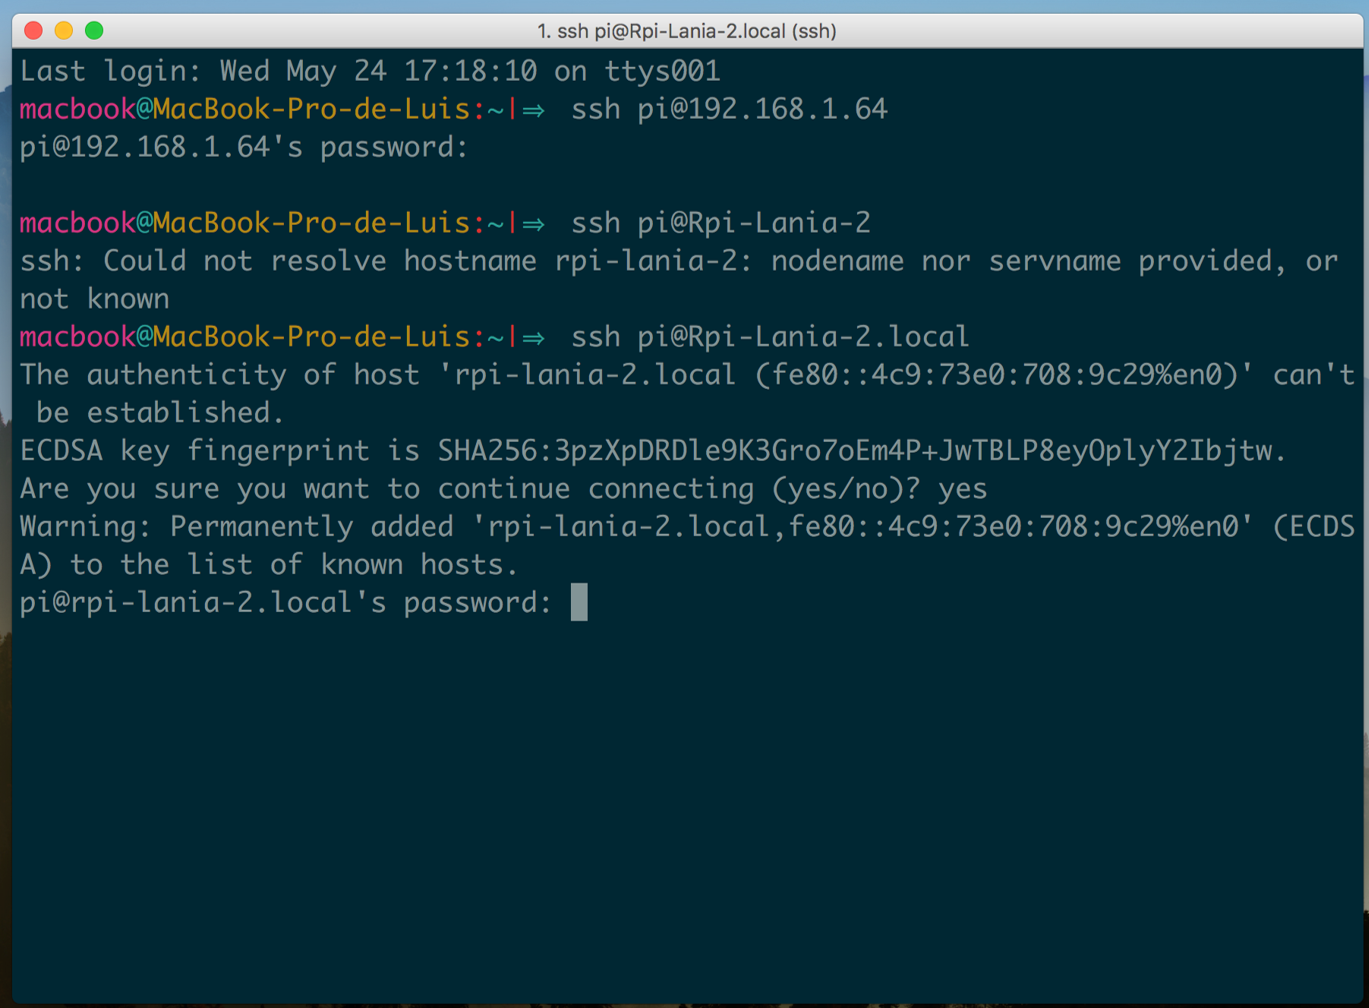 1. ssh pi@Rpi-Lania-2.local (ssh)
Last login: Wed May 24 17:18:10 on ttys001
macbook@MacBook-Pro-de-Luis:~|⇒  ssh pi@192.168.1.64
pi@192.168.1.64's password:
macbook@MacBook-Pro-de-Luis:~|⇒  ssh pi@Rpi-Lania-2
ssh: Could not resolve hostname rpi-lania-2: nodename nor servname provided, or
not known
macbook@MacBook-Pro-de-Luis:~|⇒  ssh pi@Rpi-Lania-2.local
The authenticity of host 'rpi-lania-2.local (fe80::4c9:73e0:708:9c29%en0)' can't
 be established.
ECDSA key fingerprint is SHA256:3pzXpDRDle9K3Gro7oEm4P+JwTBLP8eyOplyY2Ibjtw.
Are you sure you want to continue connecting (yes/no)? yes
Warning: Permanently added 'rpi-lania-2.local,fe80::4c9:73e0:708:9c29%en0' (ECDS
A) to the list of known hosts.
pi@rpi-lania-2.local's password: